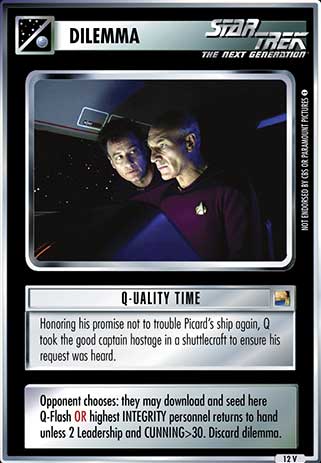 DILEMMA
STAR TREK
THE NEXT GENERATION®
NOT ENDORSED BY CBS OR PARAMOUNT PICTURES
Q-UALITY TIME
Honoring his promise not to trouble Picard's ship again, Q
took the good captain hostage in a shuttlecraft to ensure his
request was heard.
Opponent chooses: they may download and seed here
Q-Flash OR highest INTEGRITY personnel returns to hand
unless 2 Leadership and CUNNING>30. Discard dilemma.
12 V